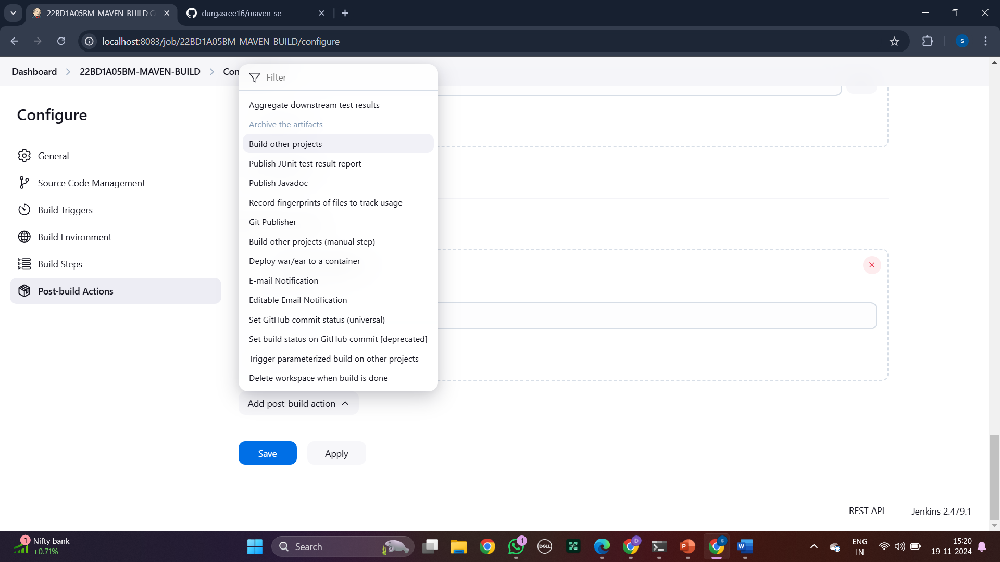 22BD1A05BM-MAVEN-BUILD C
durgasree16/maven_se
localhost:8083/job/22BD1A05BM-MAVEN-BUILD/configure
S
Dashboard
22BD1A05BM-MAVEN-BUILD
Con
Filter
Configure
General
Source Code Management
Build Triggers
Build Environment
Build Steps
Post-build Actions
Aggregate downstream test results
Archive the artifacts
Build other projects
Publish JUnit test result report
Publish Javadoc
Record fingerprints of files to track usage
Git Publisher
Build other projects (manual step)
Deploy war/ear to a container
E-mail Notification
Editable Email Notification
Set GitHub commit status (universal)
Set build status on GitHub commit [deprecated]
Trigger parameterized build on other projects
Delete workspace when build is done
Add post-build action
Save
Apply
REST API
Jenkins 2.479.1
1
Nifty bank
+0.71%
Search
1
DELL
D
P
S
W
ENG
IN
15:20
19-11-2024